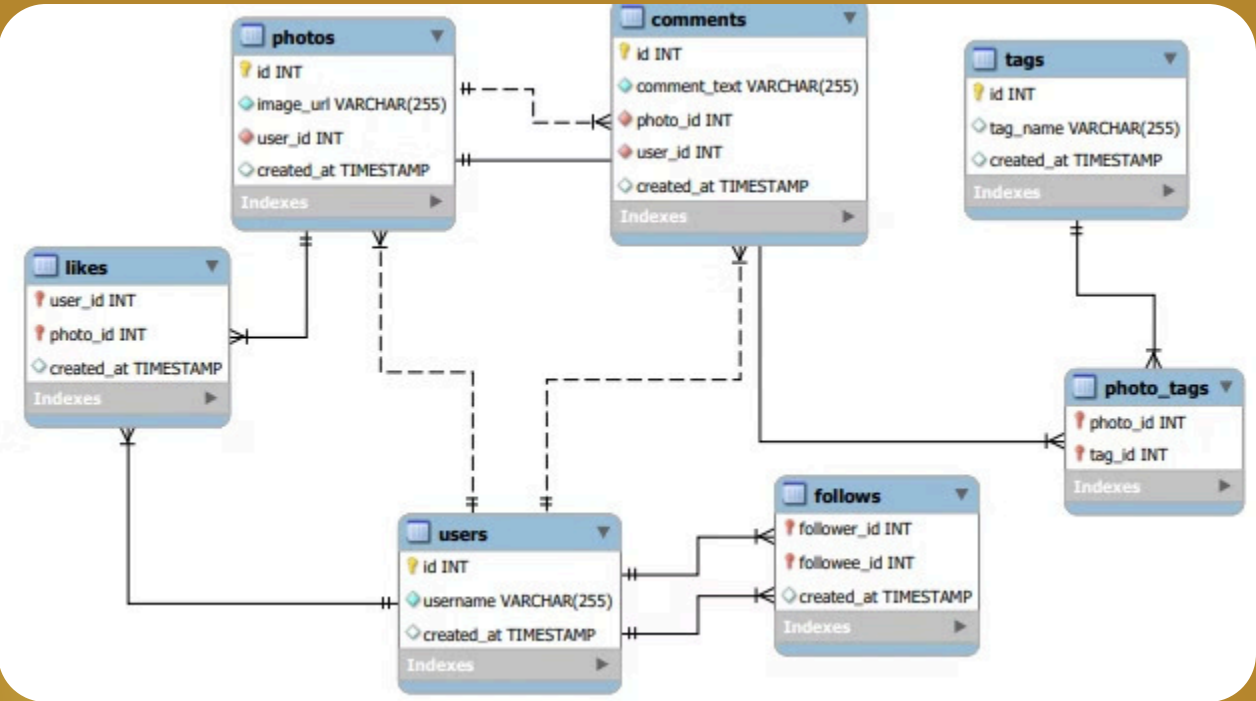 photos
id INT
image_url VARCHAR(255)
user_id INT
created_at TIMESTAMP
Indexes
comments
id INT
comment_text VARCHAR(255)
photo_id INT
user_id INT
created_at TIMESTAMP
Indexes
tags
id INT
tag_name VARCHAR(255)
created_at TIMESTAMP
Indexes
likes
user_id INT
photo_id INT
created_at TIMESTAMP
Indexes
photo_tags
photo_id INT
tag_id INT
Indexes
users
id INT
username VARCHAR(255)
created_at TIMESTAMP
Indexes
follows
follower_id INT
followee_id INT
created_at TIMESTAMP
Indexes